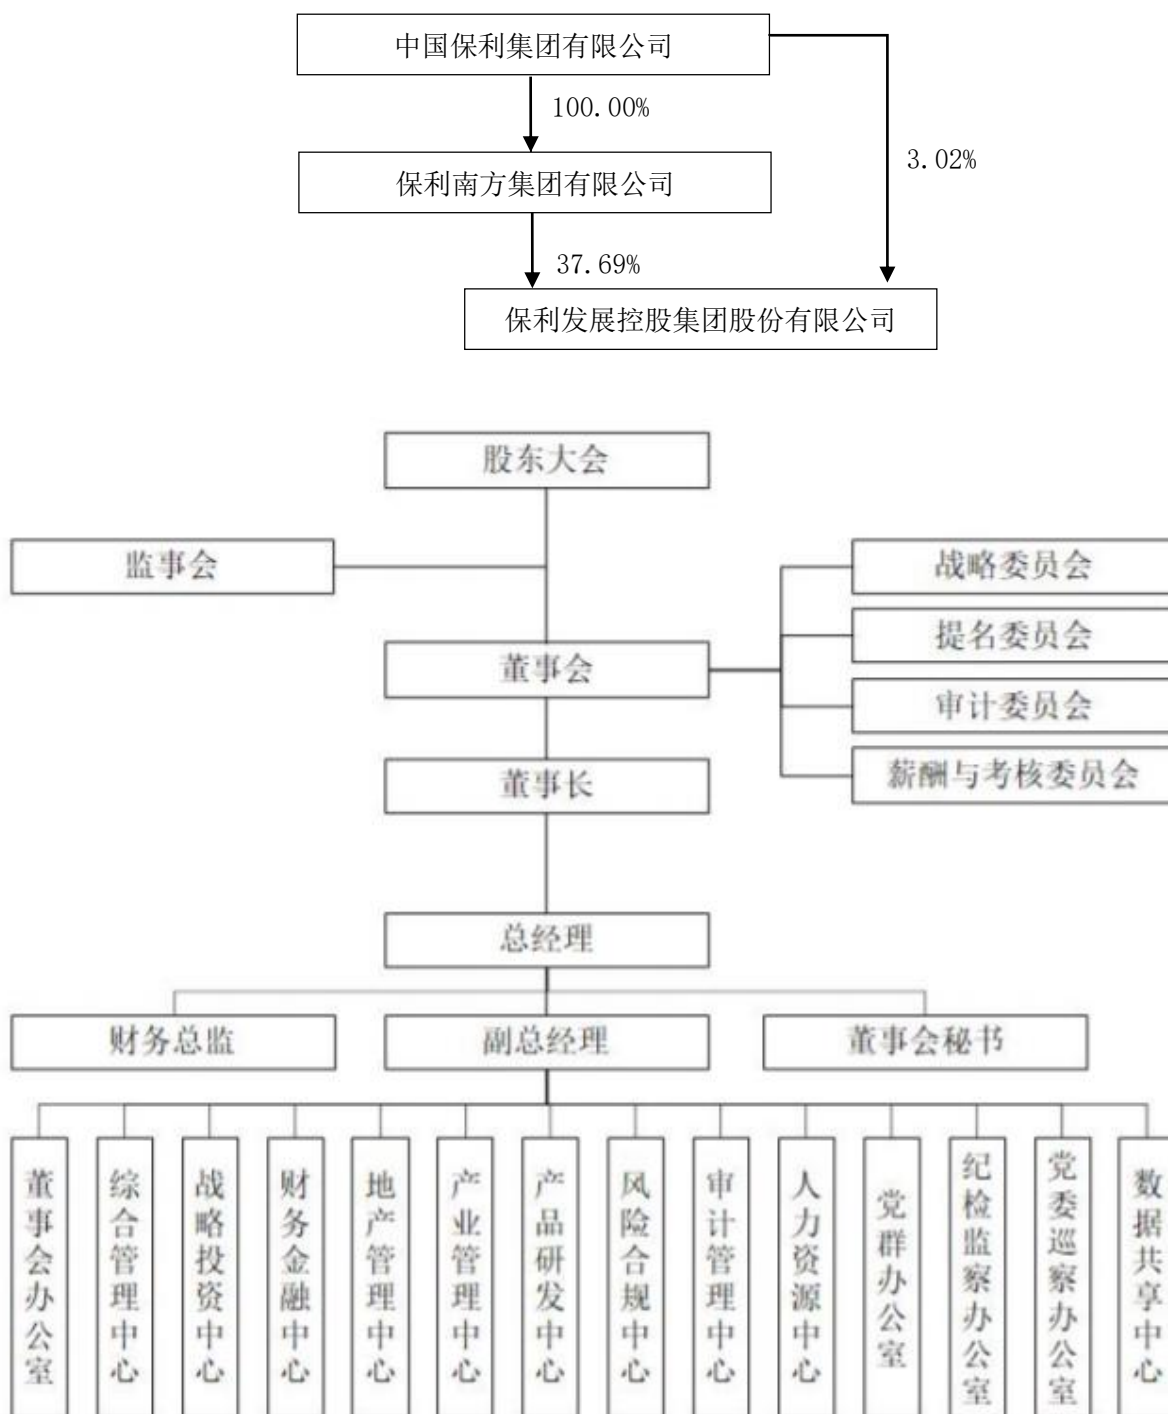 中国保利集团有限公司
100.00%
3.02%
保利南方集团有限公司
37.69%
保利发展控股集团股份有限公司
股东大会
监事会
战略委员会
提名委员会
董事会
审计委员会
薪酬与考核委员会
董事长
总经理
财务总监
副总经理
董事会秘书
董事会办公室
综合管理中心
战略投资中心
财务金融中心
地产管理中心
产业管理中心
产品研发中心
风险合规中心
审计管理中心
人力资源中心
党群办公室
纪检监察办公室
党委巡察办公室
数据共享中心